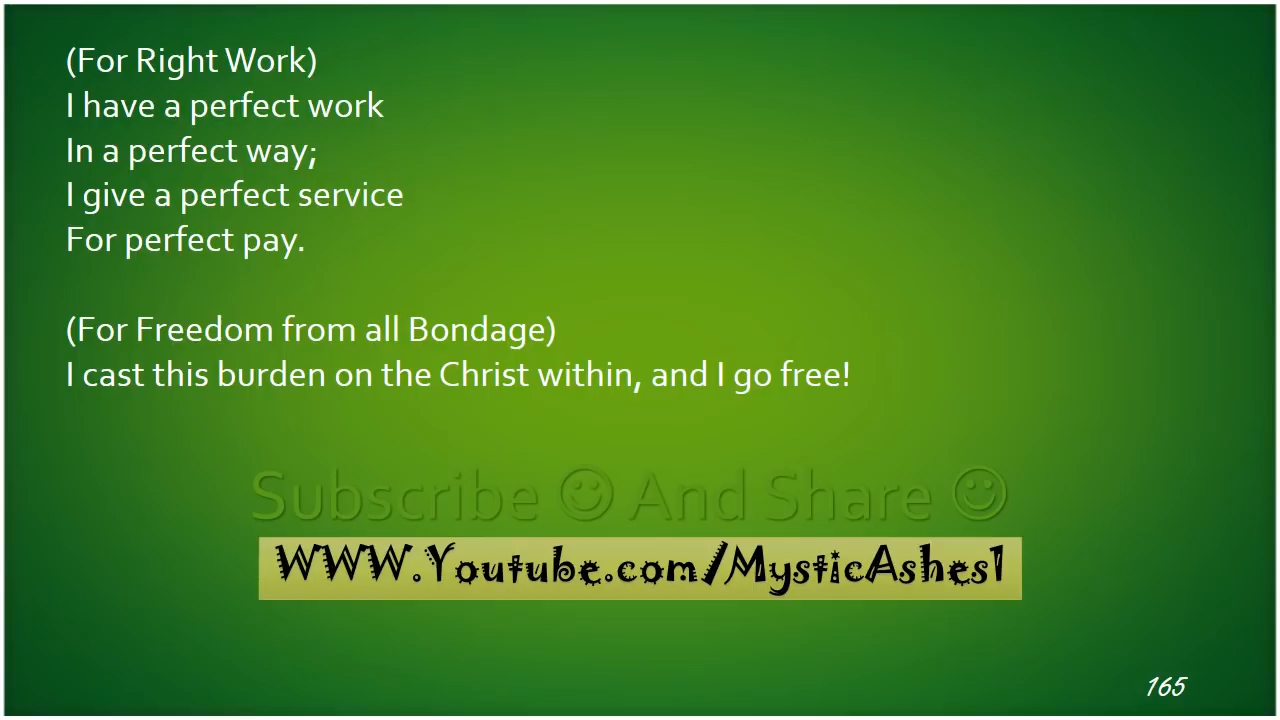 (For Right Work)
I have a perfect work
In a perfect way;
I give a perfect service
For perfect pay.
(For Freedom from all Bondage)
I cast this burden on the Christ within, and I go free!
Subscribe ☺ And Share ☺
WWW.Youtube.com/MysticAshes1
165